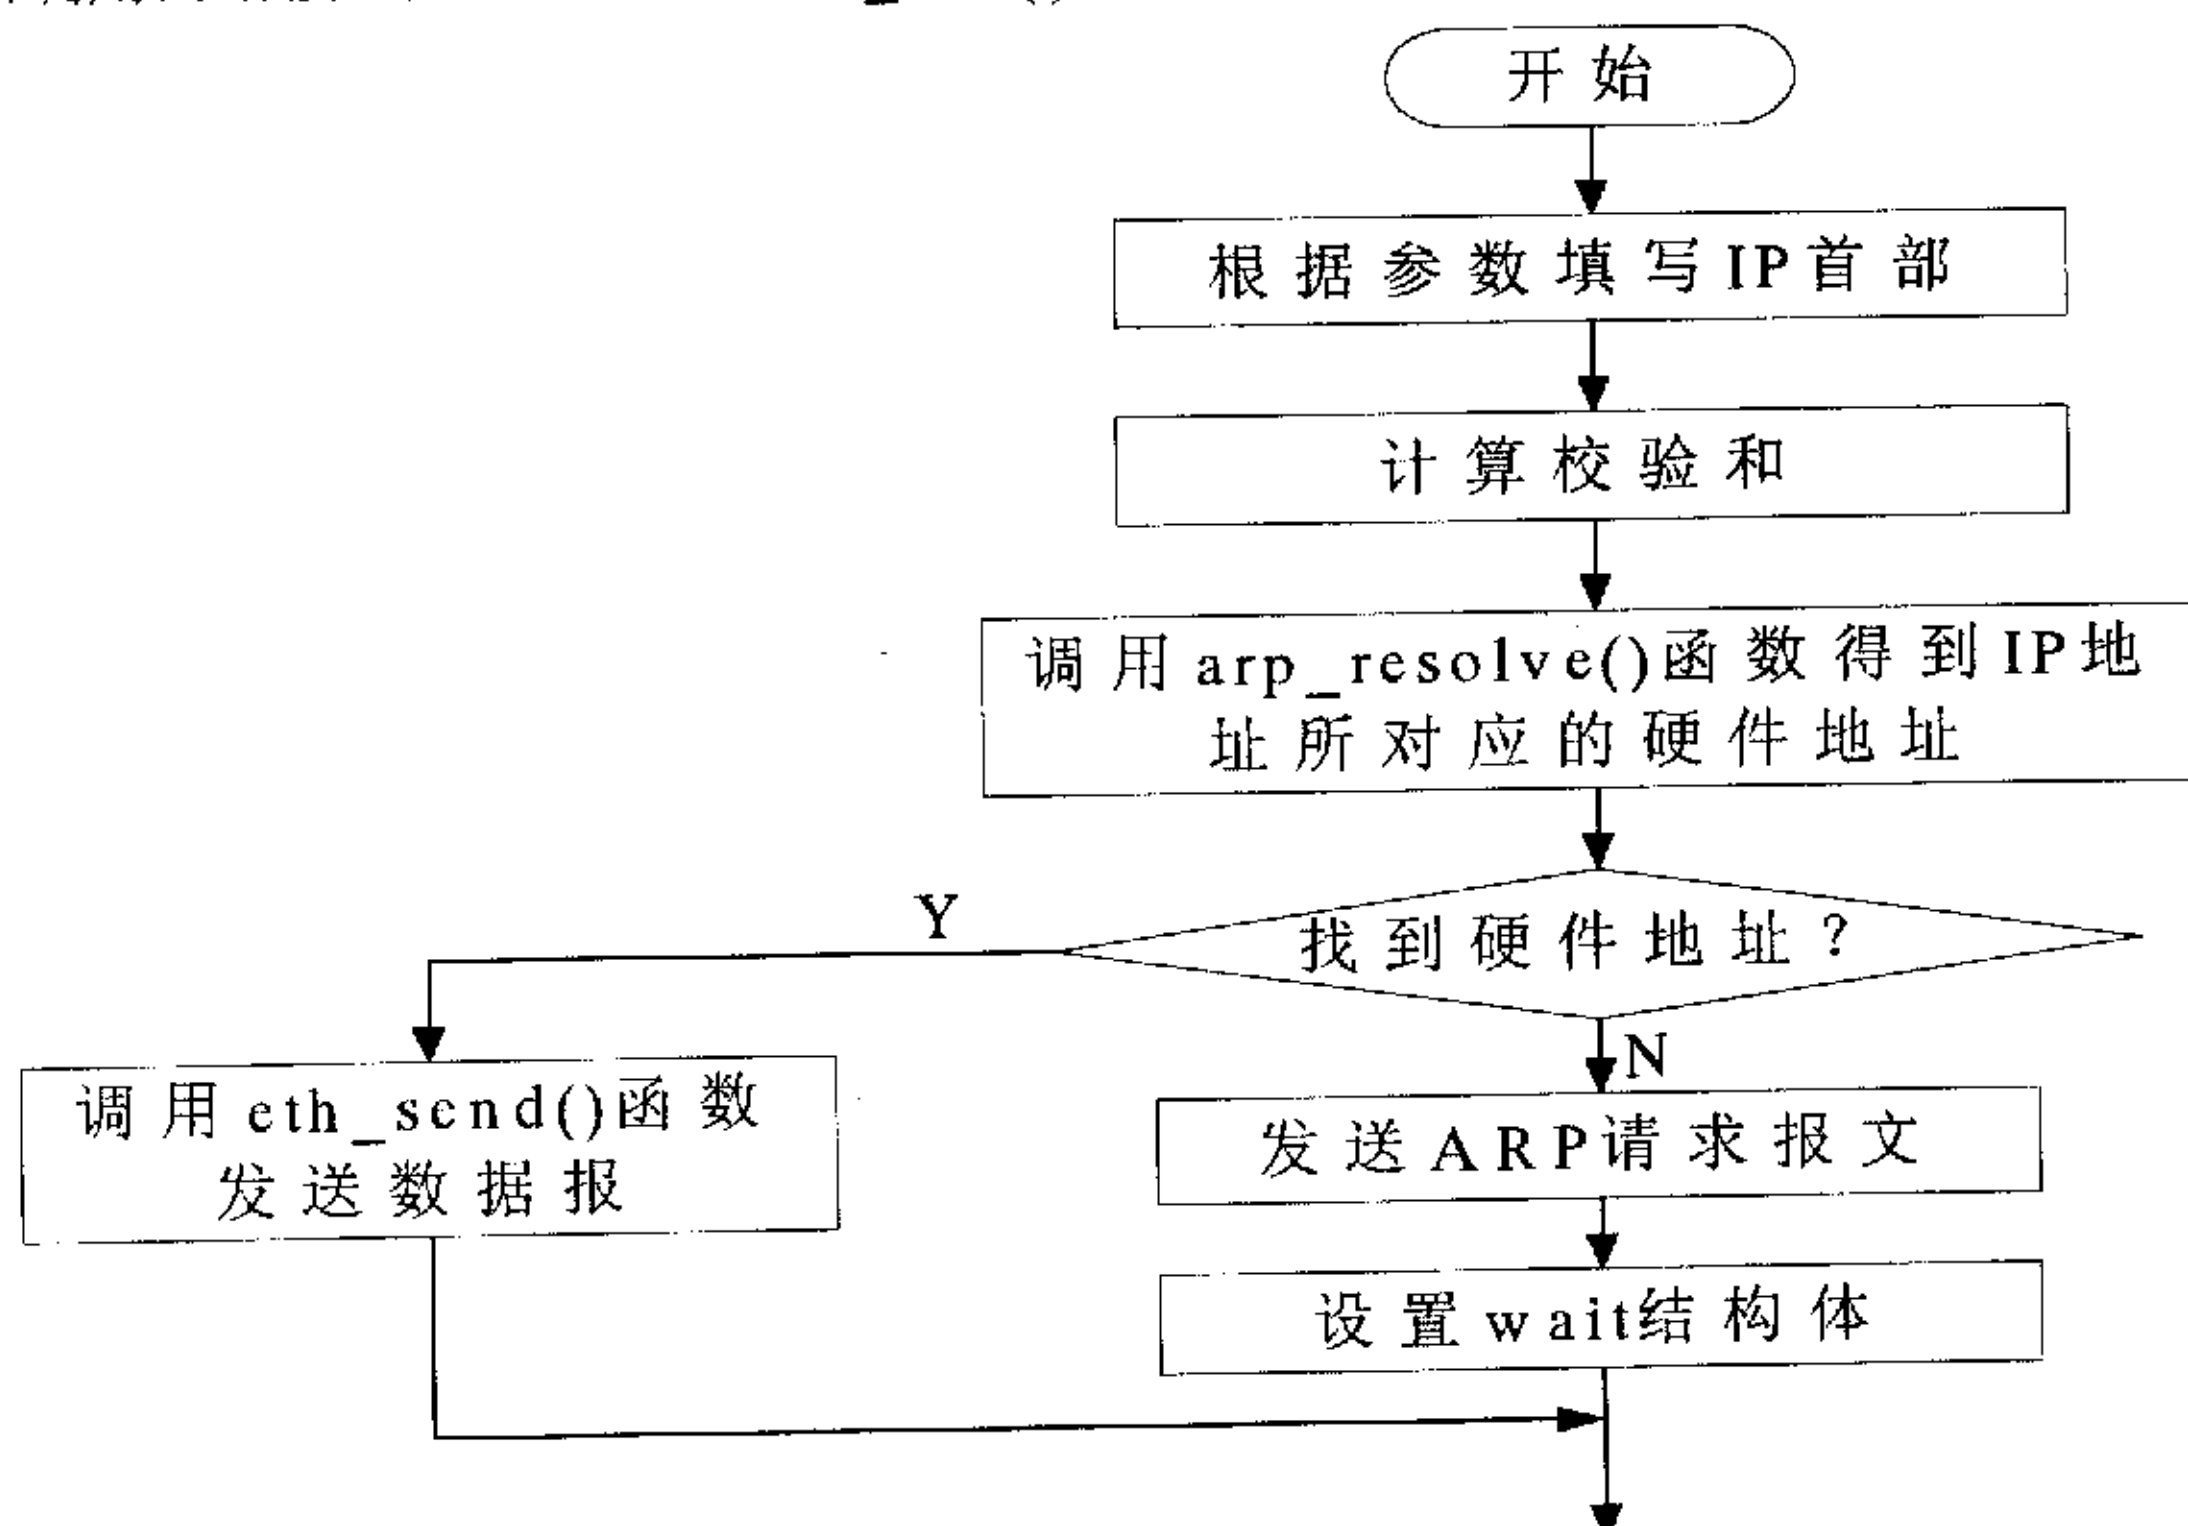 开始
根据参数填写IP首部
计算校验和
调用arp_resolve()函数得到IP地
址所对应的硬件地址
找到硬件地址?
Y
N
调用eth_send()函数
发送数据报
发送ARP请求报文
设置wait结构体